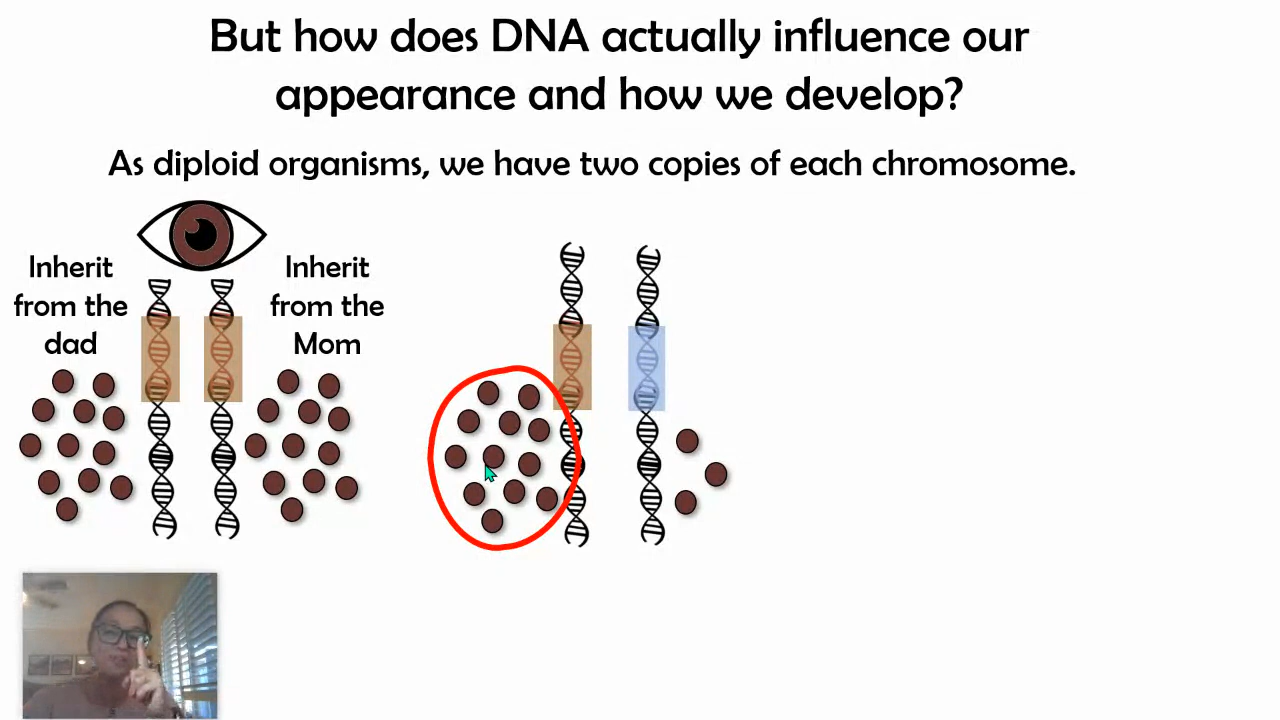 But how does DNA actually influence our
appearance and how we develop?
As diploid organisms, we have two copies of each chromosome.
Inherit
from the
dad
Inherit
from the
Mom